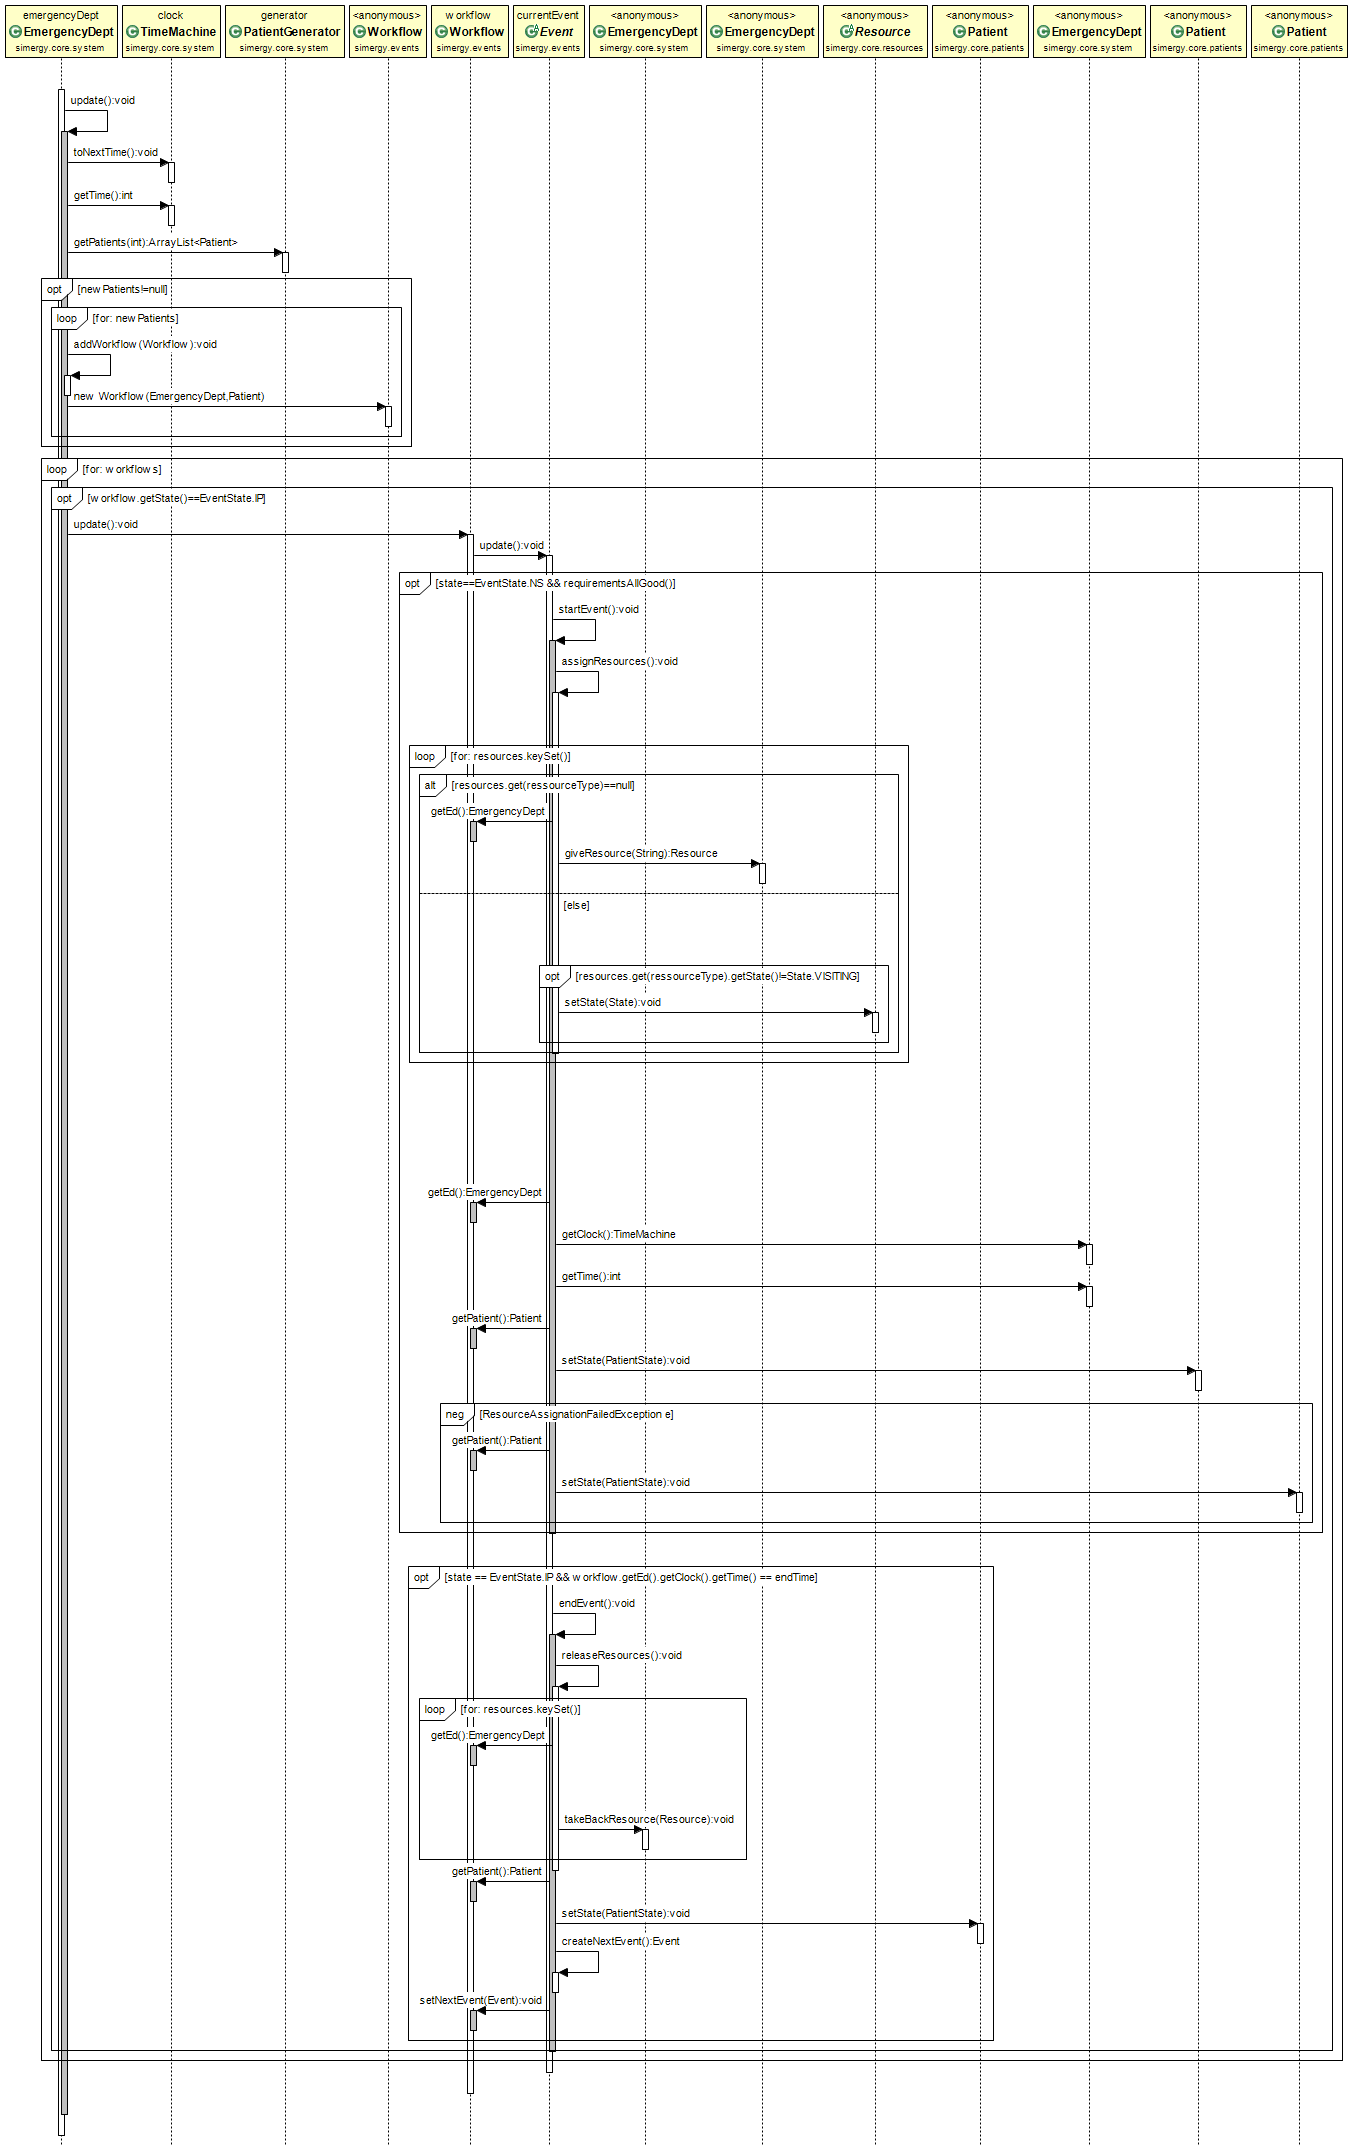 emergencyDept
EmergencyDept
simergy.core.system
clock
TimeMachine
simergy.core.system
generator
PatientGenerator
simergy.core.system
<anonymous>
Workflow
simergy.events
workflow
Workflow
simergy.events
currentEvent
Event
simergy.events
<anonymous>
EmergencyDept
simergy.core.system
<anonymous>
EmergencyDept
simergy.core.system
<anonymous>
Resource
simergy.core.resources
<anonymous>
Patient
simergy.core.patients
<anonymous>
EmergencyDept
simergy.core.system
<anonymous>
Patient
simergy.core.patients
<anonymous>
Patient
simergy.core.patients
update():void
toNextTime():void
getTime():int
getPatients(int):ArrayList<Patient>
opt [newPatients!=null]
loop [for: newPatients]
addWorkflow(Workflow):void
new Workflow(EmergencyDept,Patient)
loop [for: workflows]
opt [workflow.getState()==EventState.IP]
update():void
update():void
opt [state==EventState.NS && requirementsAllGood()]
startEvent():void
assignResources():void
loop [for: resources.keySet()]
alt [resources.get(ressourceType)==null]
getEd():EmergencyDept
giveResource(String):Resource
[else]
opt [resources.get(ressourceType).getState()!=State.VISITING]
setState(State):void
getEd():EmergencyDept
getClock():TimeMachine
getTime():int
getPatient():Patient
setState(PatientState):void
neg [ResourceAssignationFailedException e]
getPatient():Patient
setState(PatientState):void
opt [state == EventState.IP && workflow.getEd().getClock().getTime() == endTime]
endEvent():void
releaseResources():void
loop [for: resources.keySet()]
getEd():EmergencyDept
takeBackResource(Resource):void
getPatient():Patient
setState(PatientState):void
createNextEvent():Event
setNextEvent(Event):void